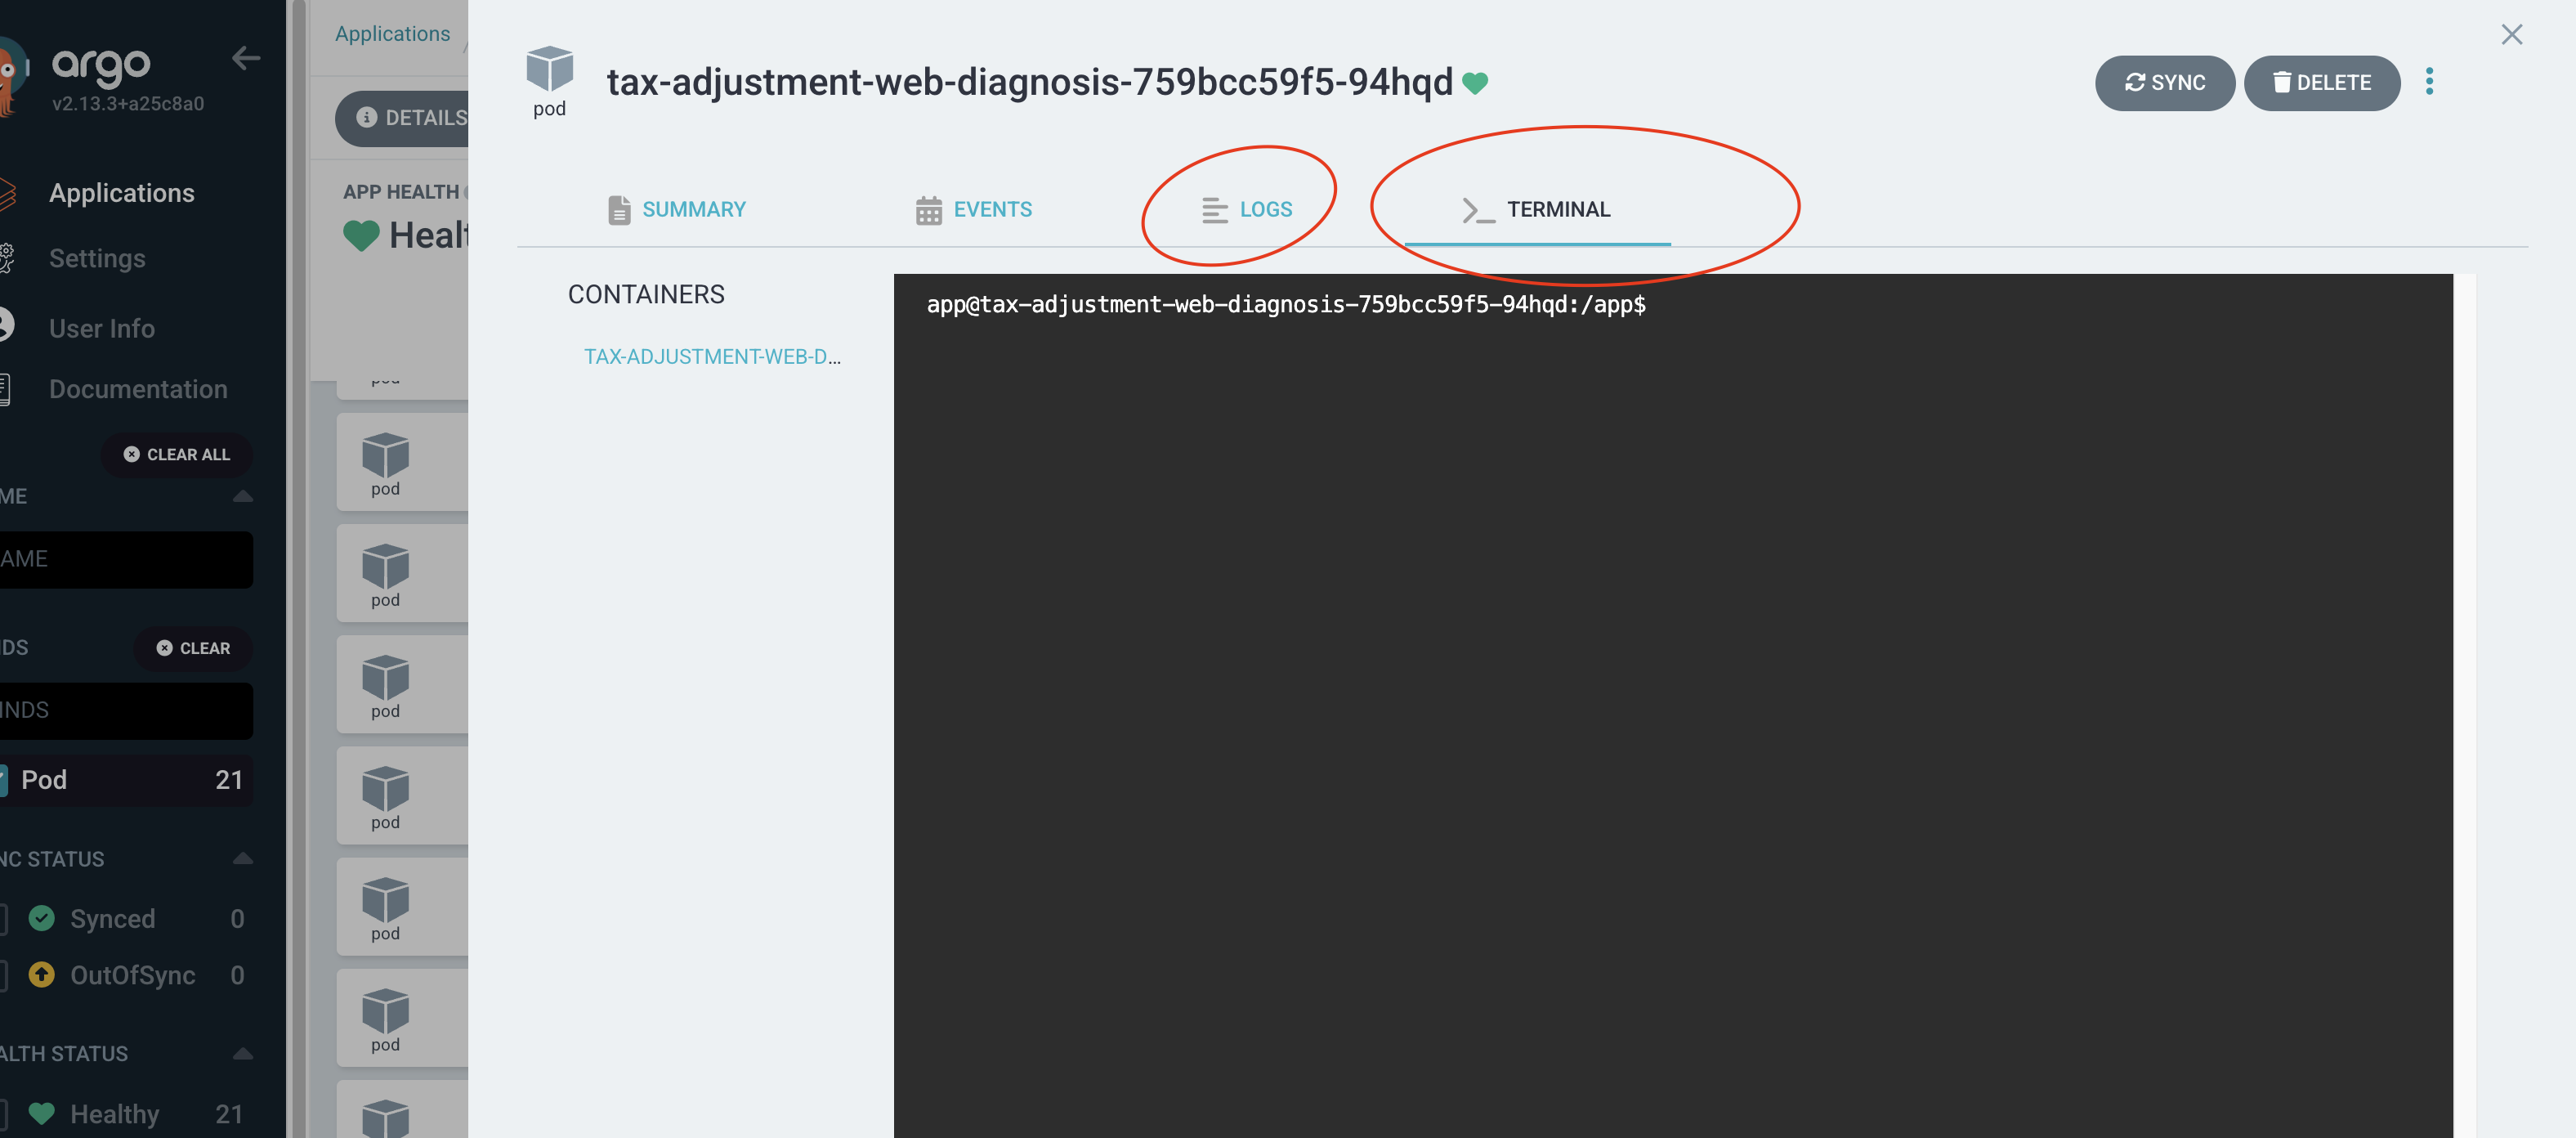 argo
v2.13.3+a25c8a0
Applications
Settings
User Info
Documentation
CLEAR ALL
ME
AME
DS
CLEAR
INDS
Pod 21
NC STATUS
Synced 0
OutOfSync 0
ALTH STATUS
Healthy 21
Applications /
DETAILS
APP HEALTH
Healt
pod
pod
pod
pod
pod
pod
pod
pod
tax-adjustment-web-diagnosis-759bcc59f5-94hqd
SYNC
DELETE
SUMMARY
EVENTS
LOGS
TERMINAL
CONTAINERS
TAX-ADJUSTMENT-WEB-D...
app@tax-adjustment-web-diagnosis-759bcc59f5-94hqd:/app$